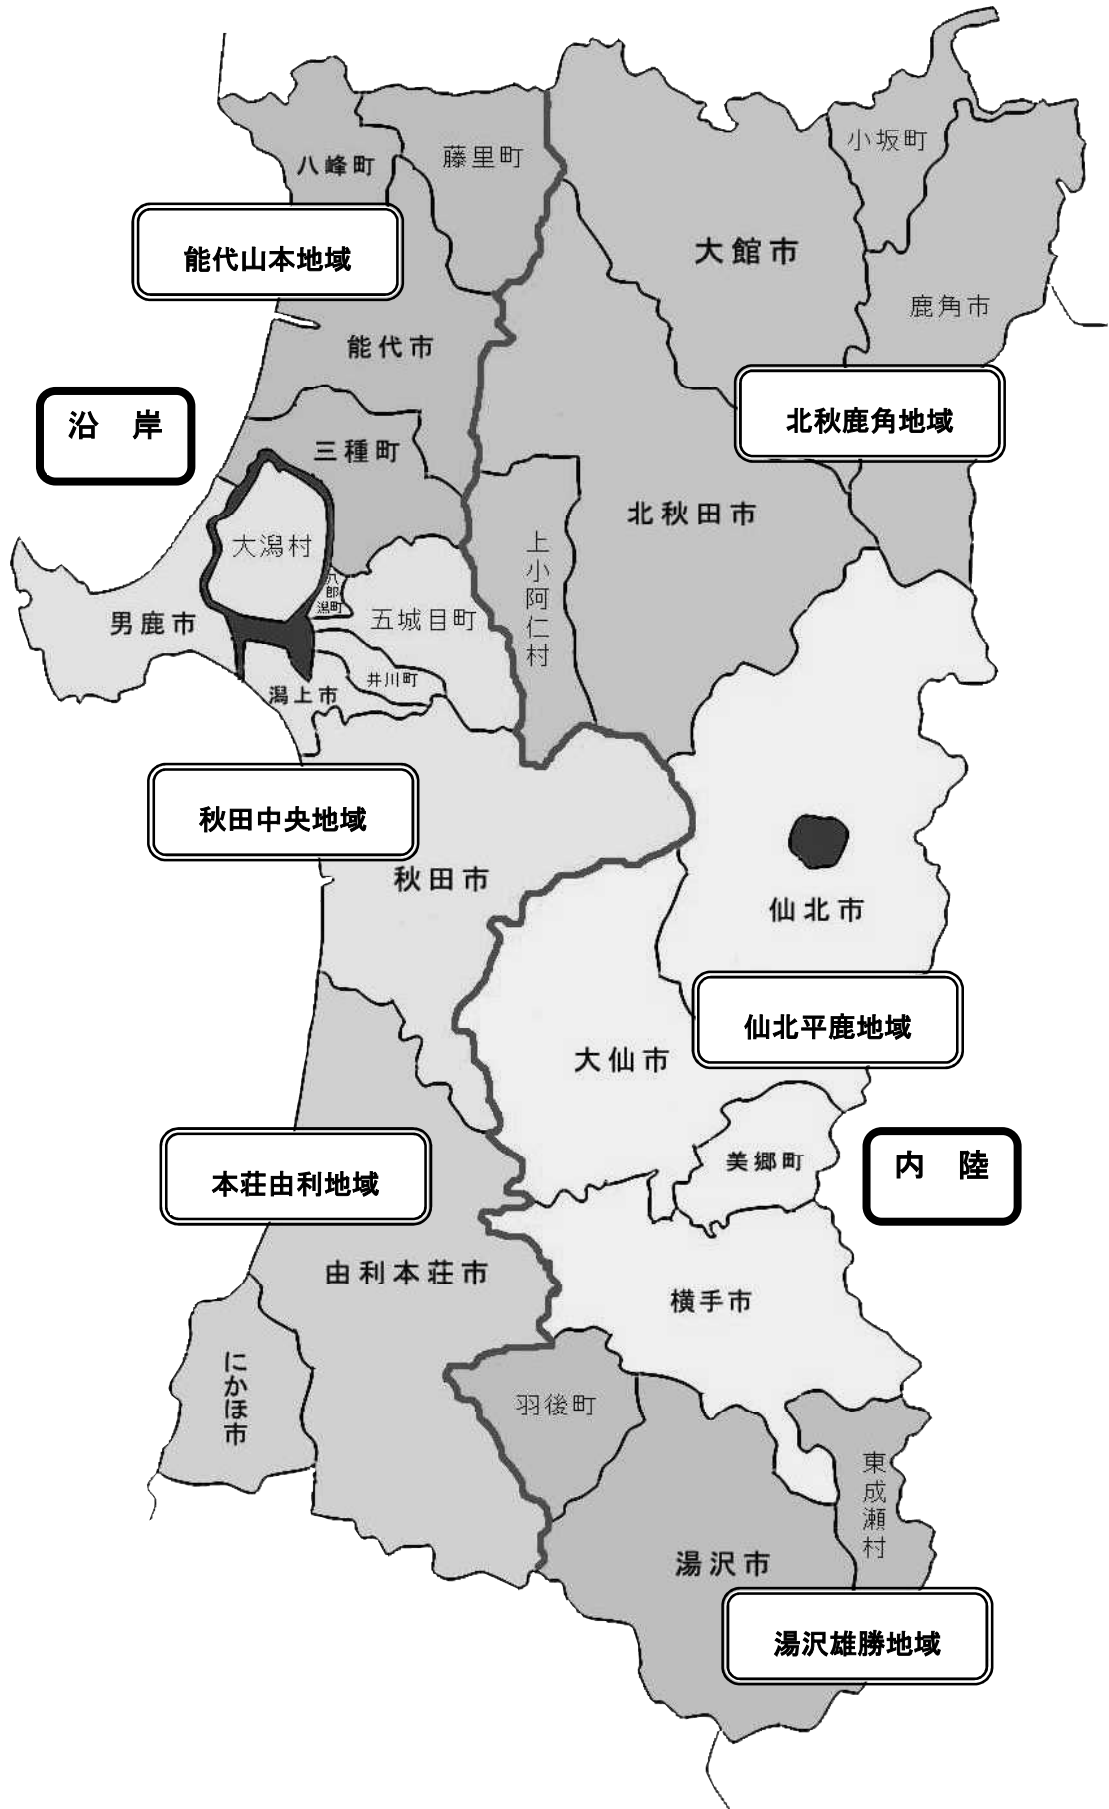 八峰町
藤里町
小坂町
能代山本地域
大館市
鹿角市
能代市
沿 岸
北秋鹿角地域
三種町
北秋田市
大潟村
上小阿仁村
八郎潟町
五城目町
男鹿市
井川町
潟上市
秋田中央地域
秋田市
仙北市
仙北平鹿地域
大仙市
本荘由利地域
美郷町
内 陸
由利本荘市
横手市
にかほ市
羽後町
東成瀬村
湯沢市
湯沢雄勝地域